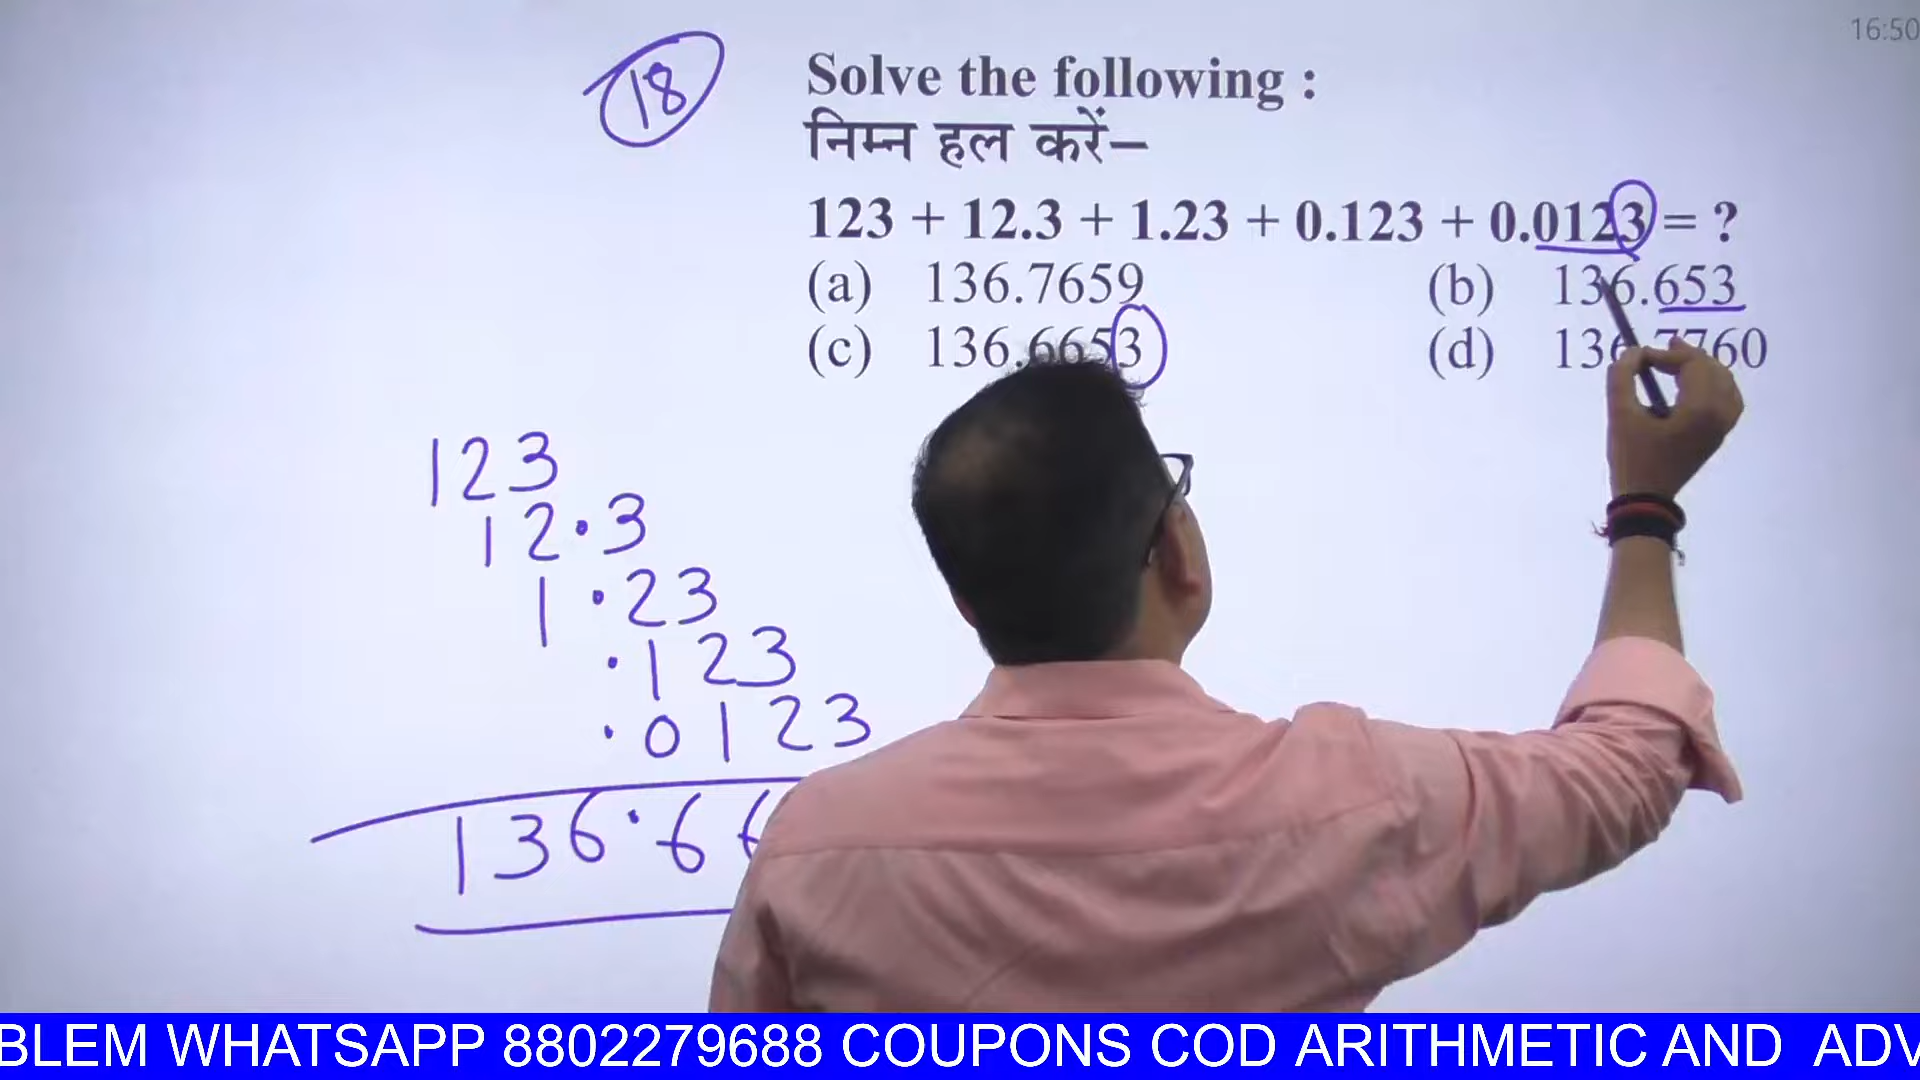 16:50
18
Solve the following :
निम्न हल करें–
123 + 12.3 + 1.23 + 0.123 + 0.0123 = ?
(a) 136.7659 (b) 136.653
(c) 136.6653 (d) 136.7760
123
12.3
1.23
.123
.0123
136.66
BLEM WHATSAPP 8802279688 COUPONS COD ARITHMETIC AND ADV